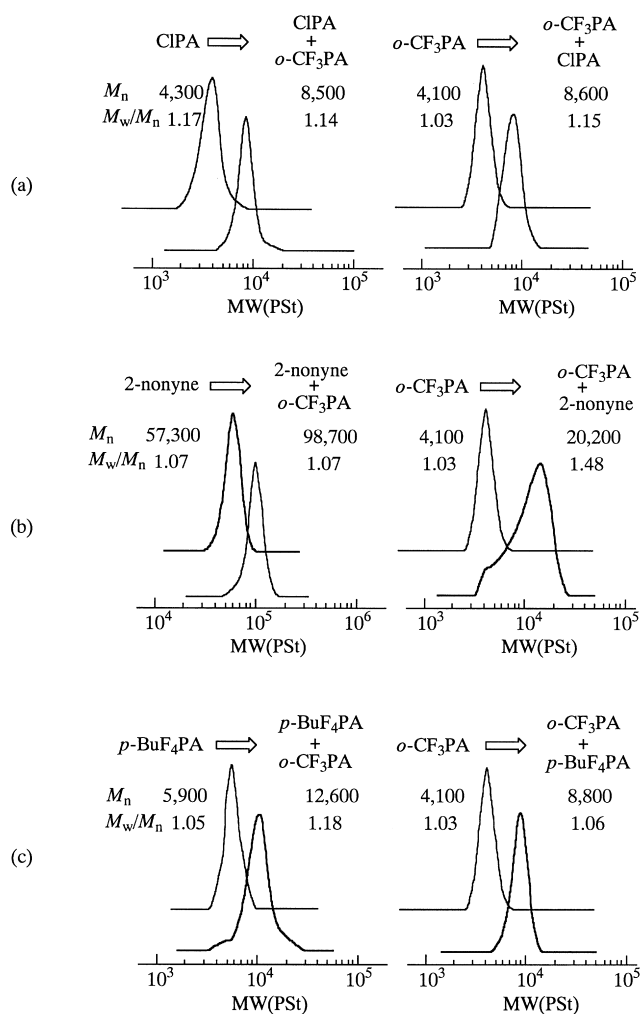 ClPA
ClPA
+
o-CF₃PA
o-CF₃PA
o-CF₃PA
+
ClPA
Mₙ 4,300 8,500 4,100 8,600
M_w/Mₙ 1.17 1.14 1.03 1.15
(a)
10³ 10⁴ 10⁵ 10³ 10⁴ 10⁵
MW(PSt) MW(PSt)
2-nonyne
2-nonyne
+
o-CF₃PA
o-CF₃PA
o-CF₃PA
+
2-nonyne
Mₙ 57,300 98,700 4,100 20,200
M_w/Mₙ 1.07 1.07 1.03 1.48
(b)
10⁴ 10⁵ 10⁶ 10³ 10⁴ 10⁵
MW(PSt) MW(PSt)
p-BuF₄PA
p-BuF₄PA
+
o-CF₃PA
o-CF₃PA
o-CF₃PA
+
p-BuF₄PA
Mₙ 5,900 12,600 4,100 8,800
M_w/Mₙ 1.05 1.18 1.03 1.06
(c)
10³ 10⁴ 10⁵ 10³ 10⁴ 10⁵
MW(PSt) MW(PSt)